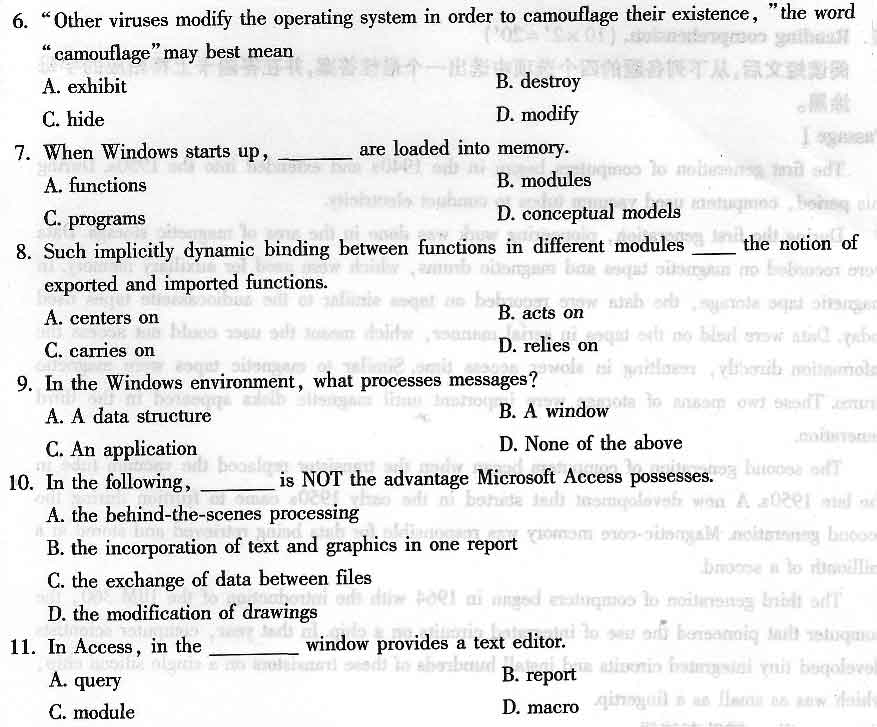 6. “Other viruses modify the operating system in order to camouflage their existence, ”the word
“camouflage”may best mean
A. exhibit B. destroy
C. hide D. modify
7. When Windows starts up, ______ are loaded into memory.
A. functions B. modules
C. programs D. conceptual models
8. Such implicitly dynamic binding between functions in different modules ____ the notion of
exported and imported functions.
A. centers on B. acts on
C. carries on D. relies on
9. In the Windows environment, what processes messages?
A. A data structure B. A window
C. An application D. None of the above
10. In the following, ______ is NOT the advantage Microsoft Access possesses.
A. the behind-the-scenes processing
B. the incorporation of text and graphics in one report
C. the exchange of data between files
D. the modification of drawings
11. In Access, in the ________ window provides a text editor.
A. query B. report
C. module D. macro